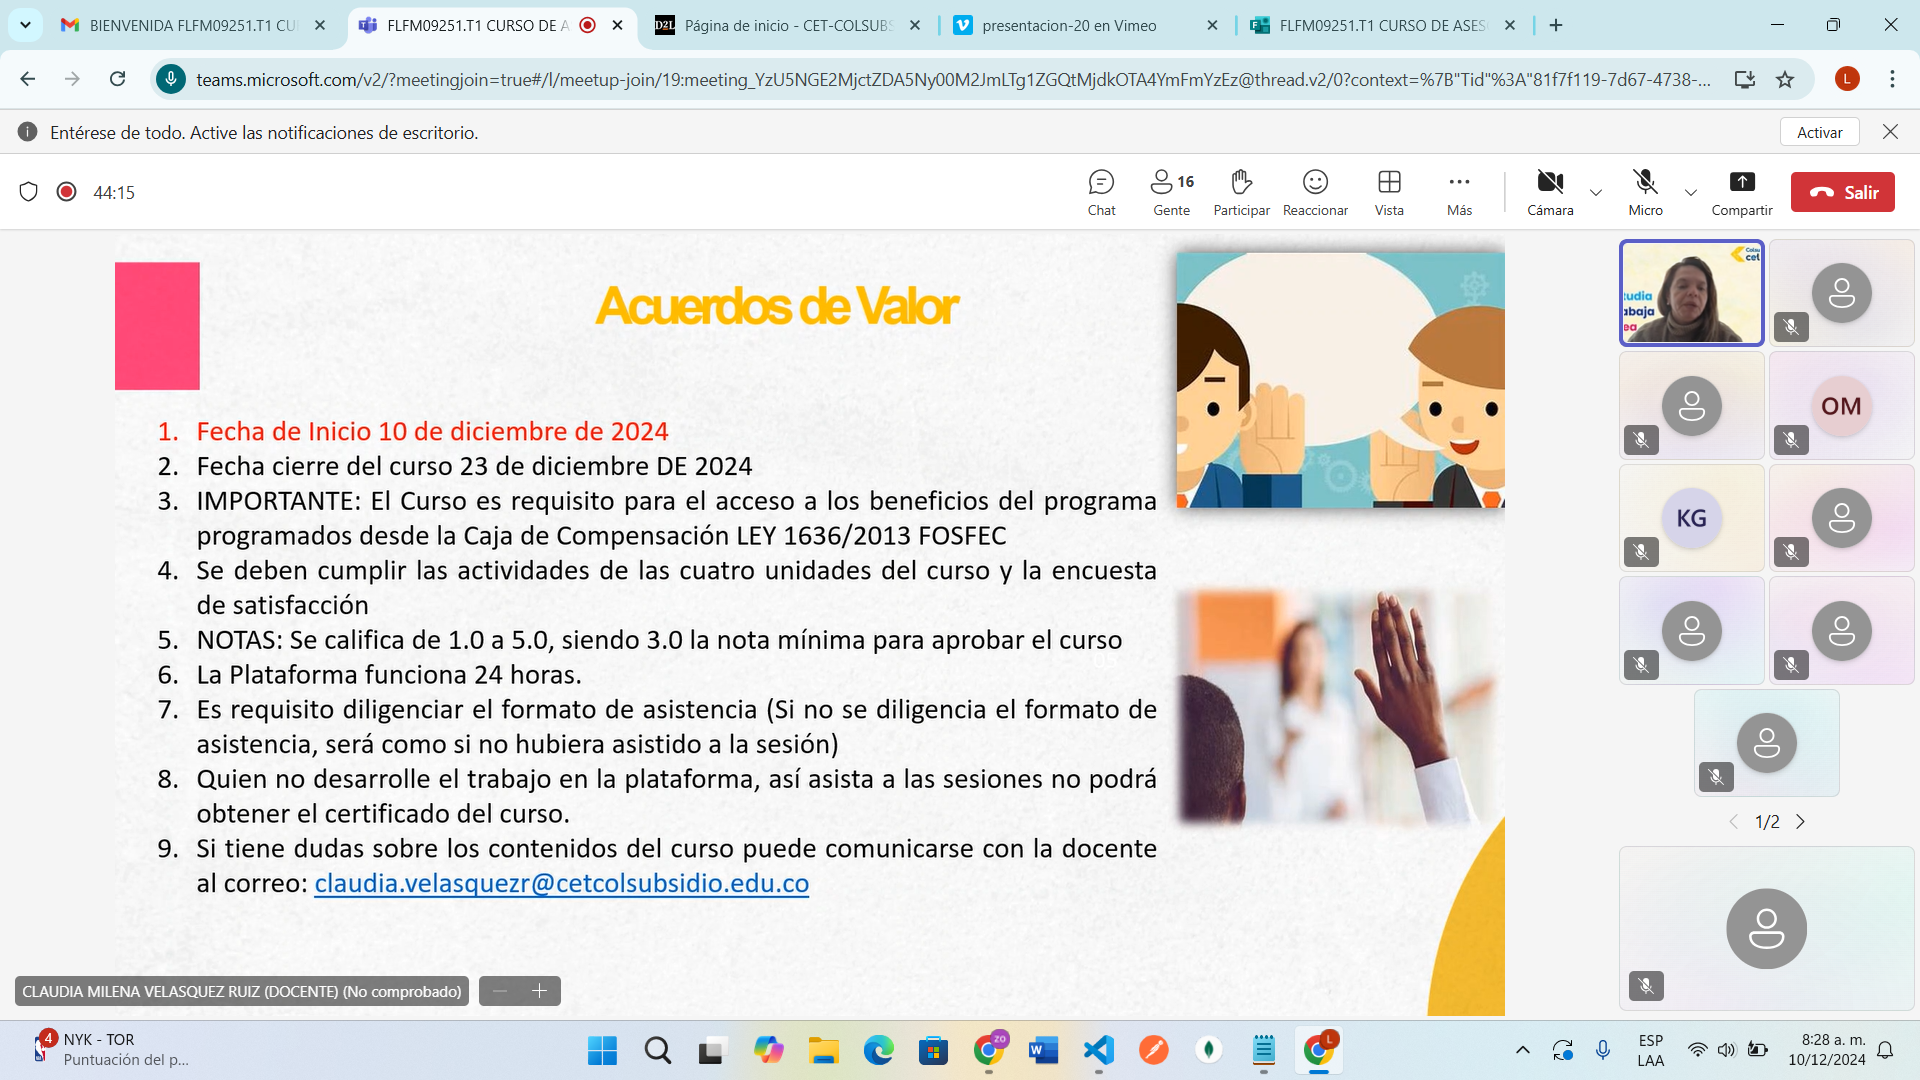 BIENVENIDA FLFM09251.T1 CU
FLFM09251.T1 CURSO DE A
D2L
Página de inicio - CET-COLSUBS
presentacion-20 en Vimeo
FLFM09251.T1 CURSO DE ASES
teams.microsoft.com/v2/?meetingjoin=true#/l/meetup-join/19:meeting_YzU5NGE2MjctZDA5Ny00M2JmLTg1ZGQtMjdkOTA4YmFmYzEz@thread.v2/0?context=%7B"Tid"%3A"81f7f119-7d67-4738-...
L
Entérese de todo. Active las notificaciones de escritorio.
Activar
44:15
16
Chat
Gente
Participar
Reaccionar
Vista
Más
Cámara
Micro
Compartir
Salir
Acuerdos de Valor
1. Fecha de Inicio 10 de diciembre de 2024
2. Fecha cierre del curso 23 de diciembre DE 2024
3. IMPORTANTE: El Curso es requisito para el acceso a los beneficios del programa
programados desde la Caja de Compensación LEY 1636/2013 FOSFEC
4. Se deben cumplir las actividades de las cuatro unidades del curso y la encuesta
de satisfacción
5. NOTAS: Se califica de 1.0 a 5.0, siendo 3.0 la nota mínima para aprobar el curso
6. La Plataforma funciona 24 horas.
7. Es requisito diligenciar el formato de asistencia (Si no se diligencia el formato de
asistencia, será como si no hubiera asistido a la sesión)
8. Quien no desarrolle el trabajo en la plataforma, así asista a las sesiones no podrá
obtener el certificado del curso.
9. Si tiene dudas sobre los contenidos del curso puede comunicarse con la docente
al correo: claudia.velasquezr@cetcolsubsidio.edu.co
cet
tudia
abaja
ea
OM
KG
1/2
CLAUDIA MILENA VELASQUEZ RUIZ (DOCENTE) (No comprobado)
4
NYK - TOR
Puntuación del p...
ZO
L
ESP
LAA
8:28 a. m.
10/12/2024